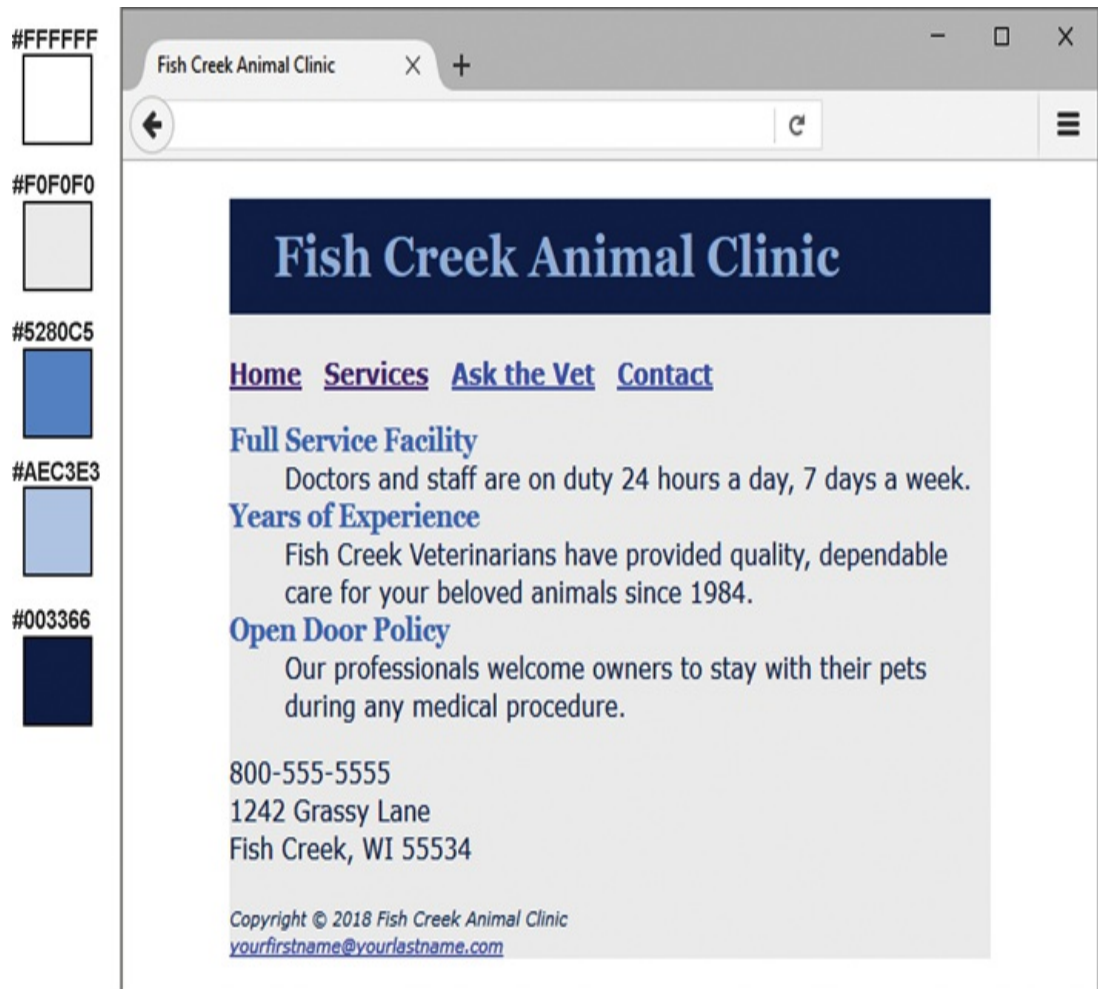 #FFFFFF
#F0F0F0
#5280C5
#AEC3E3
#003366
Fish Creek Animal Clinic
Fish Creek Animal Clinic
Home Services Ask the Vet Contact
Full Service Facility
Doctors and staff are on duty 24 hours a day, 7 days a week.
Years of Experience
Fish Creek Veterinarians have provided quality, dependable
care for your beloved animals since 1984.
Open Door Policy
Our professionals welcome owners to stay with their pets
during any medical procedure.
800-555-5555
1242 Grassy Lane
Fish Creek, WI 55534
Copyright © 2018 Fish Creek Animal Clinic
yourfirstname@yourlastname.com